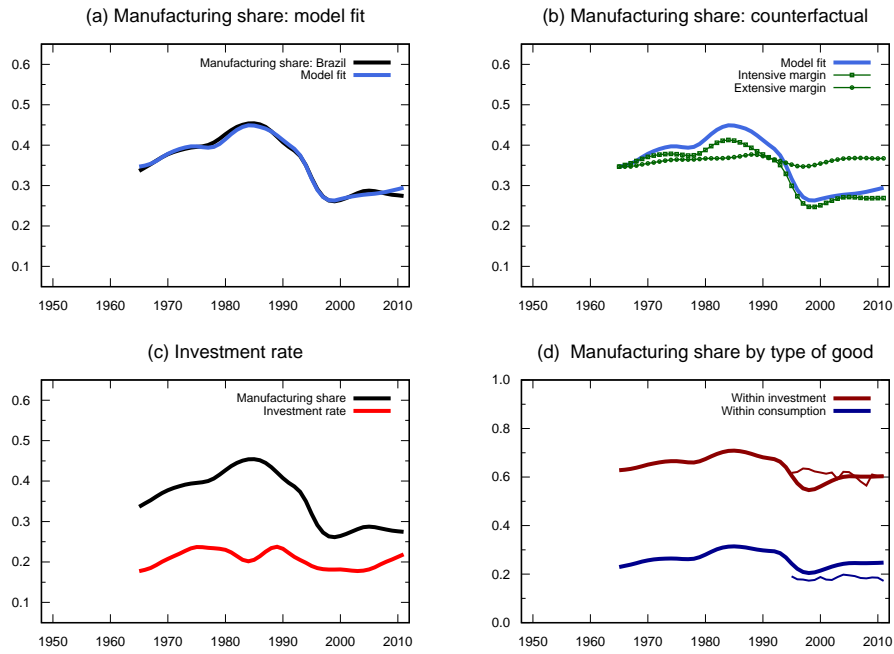 (a) Manufacturing share: model fit
0.6
0.5
0.4
0.3
0.2
0.1
1950 1960 1970 1980 1990 2000 2010
Manufacturing share: Brazil
Model fit
(b) Manufacturing share: counterfactual
0.6
0.5
0.4
0.3
0.2
0.1
1950 1960 1970 1980 1990 2000 2010
Model fit
Intensive margin
Extensive margin
(c) Investment rate
0.6
0.5
0.4
0.3
0.2
0.1
1950 1960 1970 1980 1990 2000 2010
Manufacturing share
Investment rate
(d) Manufacturing share by type of good
1.0
0.8
0.6
0.4
0.2
0.0
1950 1960 1970 1980 1990 2000 2010
Within investment
Within consumption